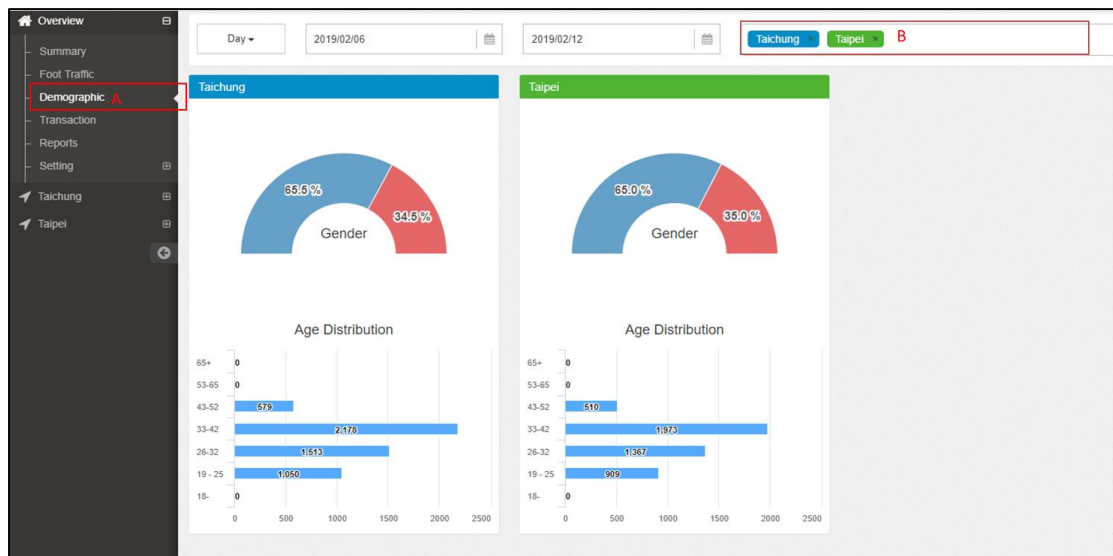 Overview
Summary
Foot Traffic
Demographic A
Transaction
Reports
Setting
Taichung
Taipei
Day 2019/02/06 2019/02/12 Taichung × Taipei × B
Taichung
65.5 %
34.5 %
Gender
Age Distribution
65+ 0
53-65 0
43-52 579
33-42 2,178
26-32 1,513
19 - 25 1,050
18- 0
0 500 1000 1500 2000 2500
Taipei
65.0 %
35.0 %
Gender
Age Distribution
65+ 0
53-65 0
43-52 510
33-42 1,973
26-32 1,367
19 - 25 909
18- 0
0 500 1000 1500 2000 2500